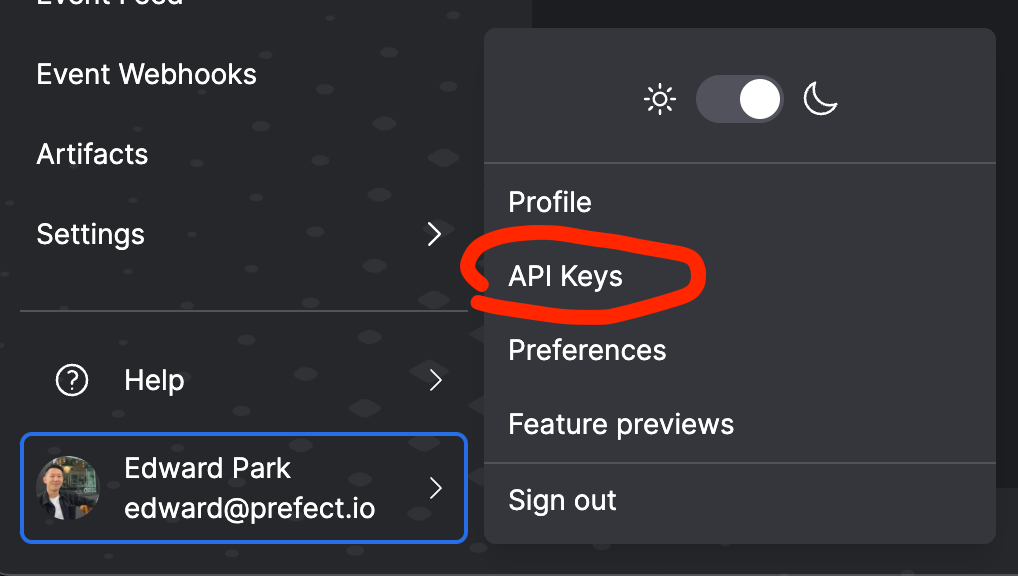 Event Feed
Event Webhooks
Artifacts
Settings
Help
Edward Park
edward@prefect.io
Profile
API Keys
Preferences
Feature previews
Sign out